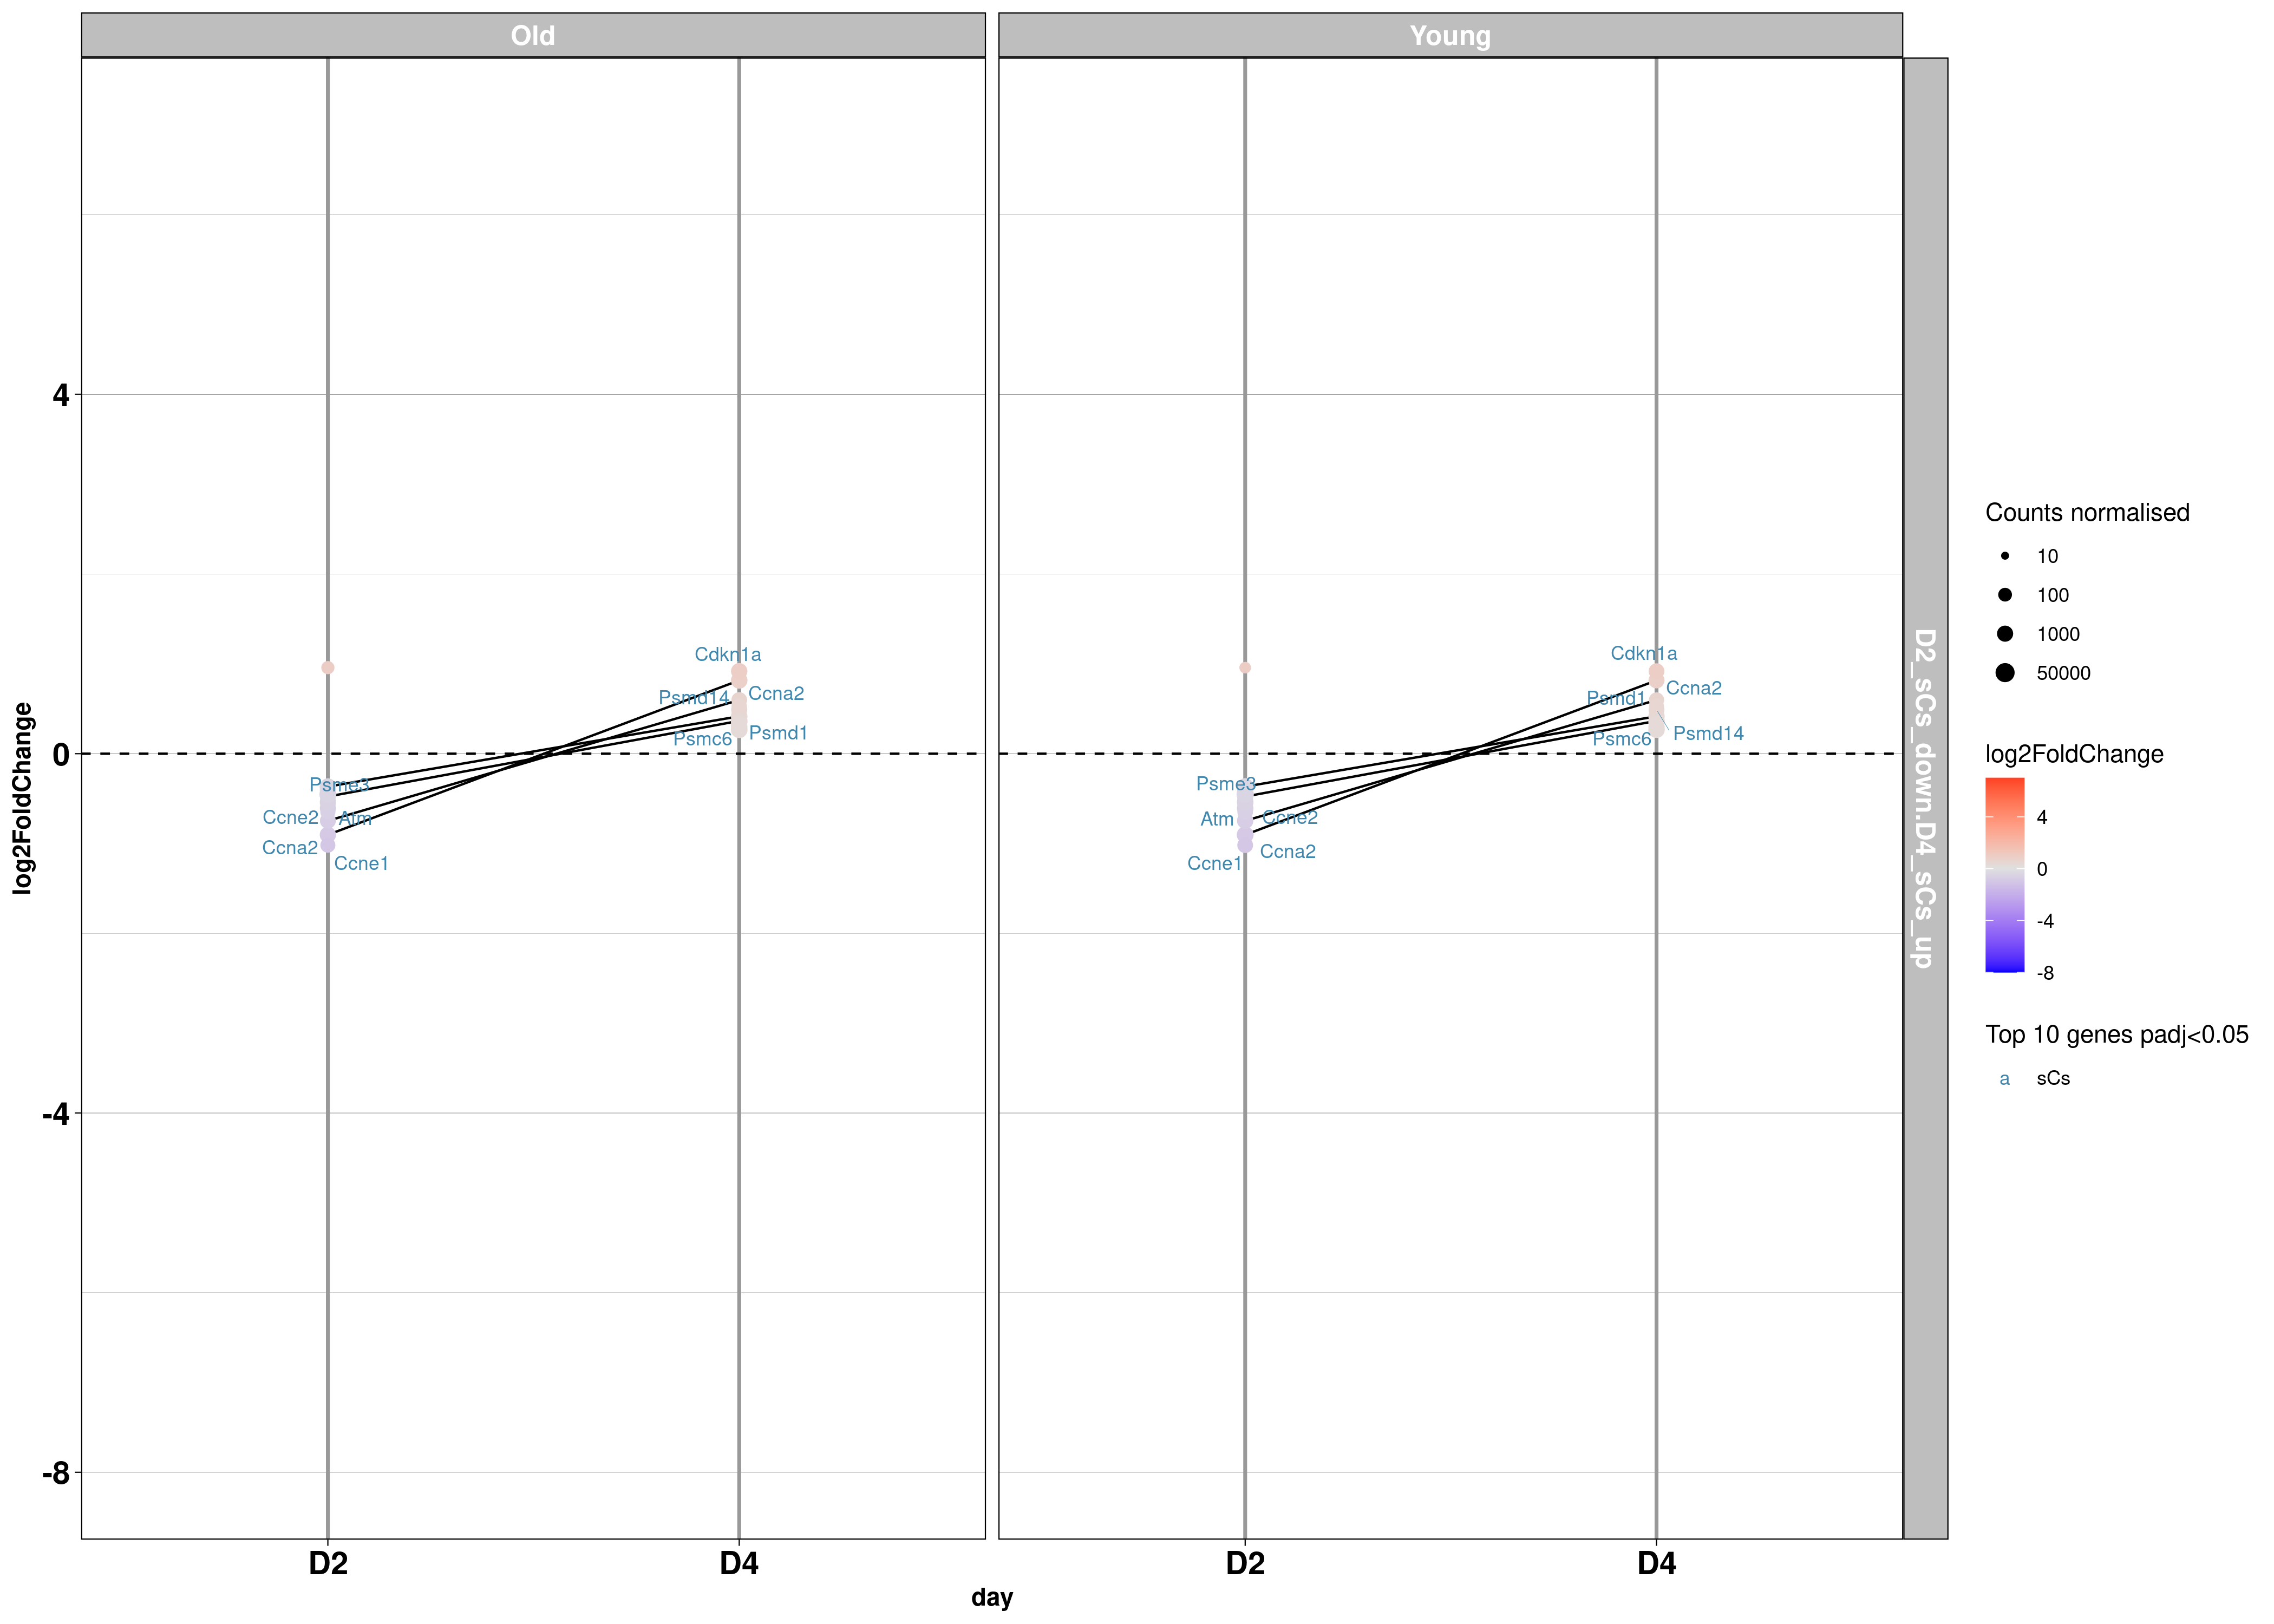 Old
Young
D2_sCs_down.D4_sCs_up
log2FoldChange
4
0
-4
-8
Cdkn1a
Psmd14
Ccna2
Psmd1
Psmc6
Psme3
Ccne2
Atm
Ccna2
Ccne1
Cdkn1a
Ccna2
Psmd1
Psmd14
Psmc6
Psme3
Atm
Ccne2
Ccna2
Ccne1
D2
D4
D2
D4
day
Counts normalised
10
100
1000
50000
log2FoldChange
4
0
-4
-8
Top 10 genes padj<0.05
a sCs